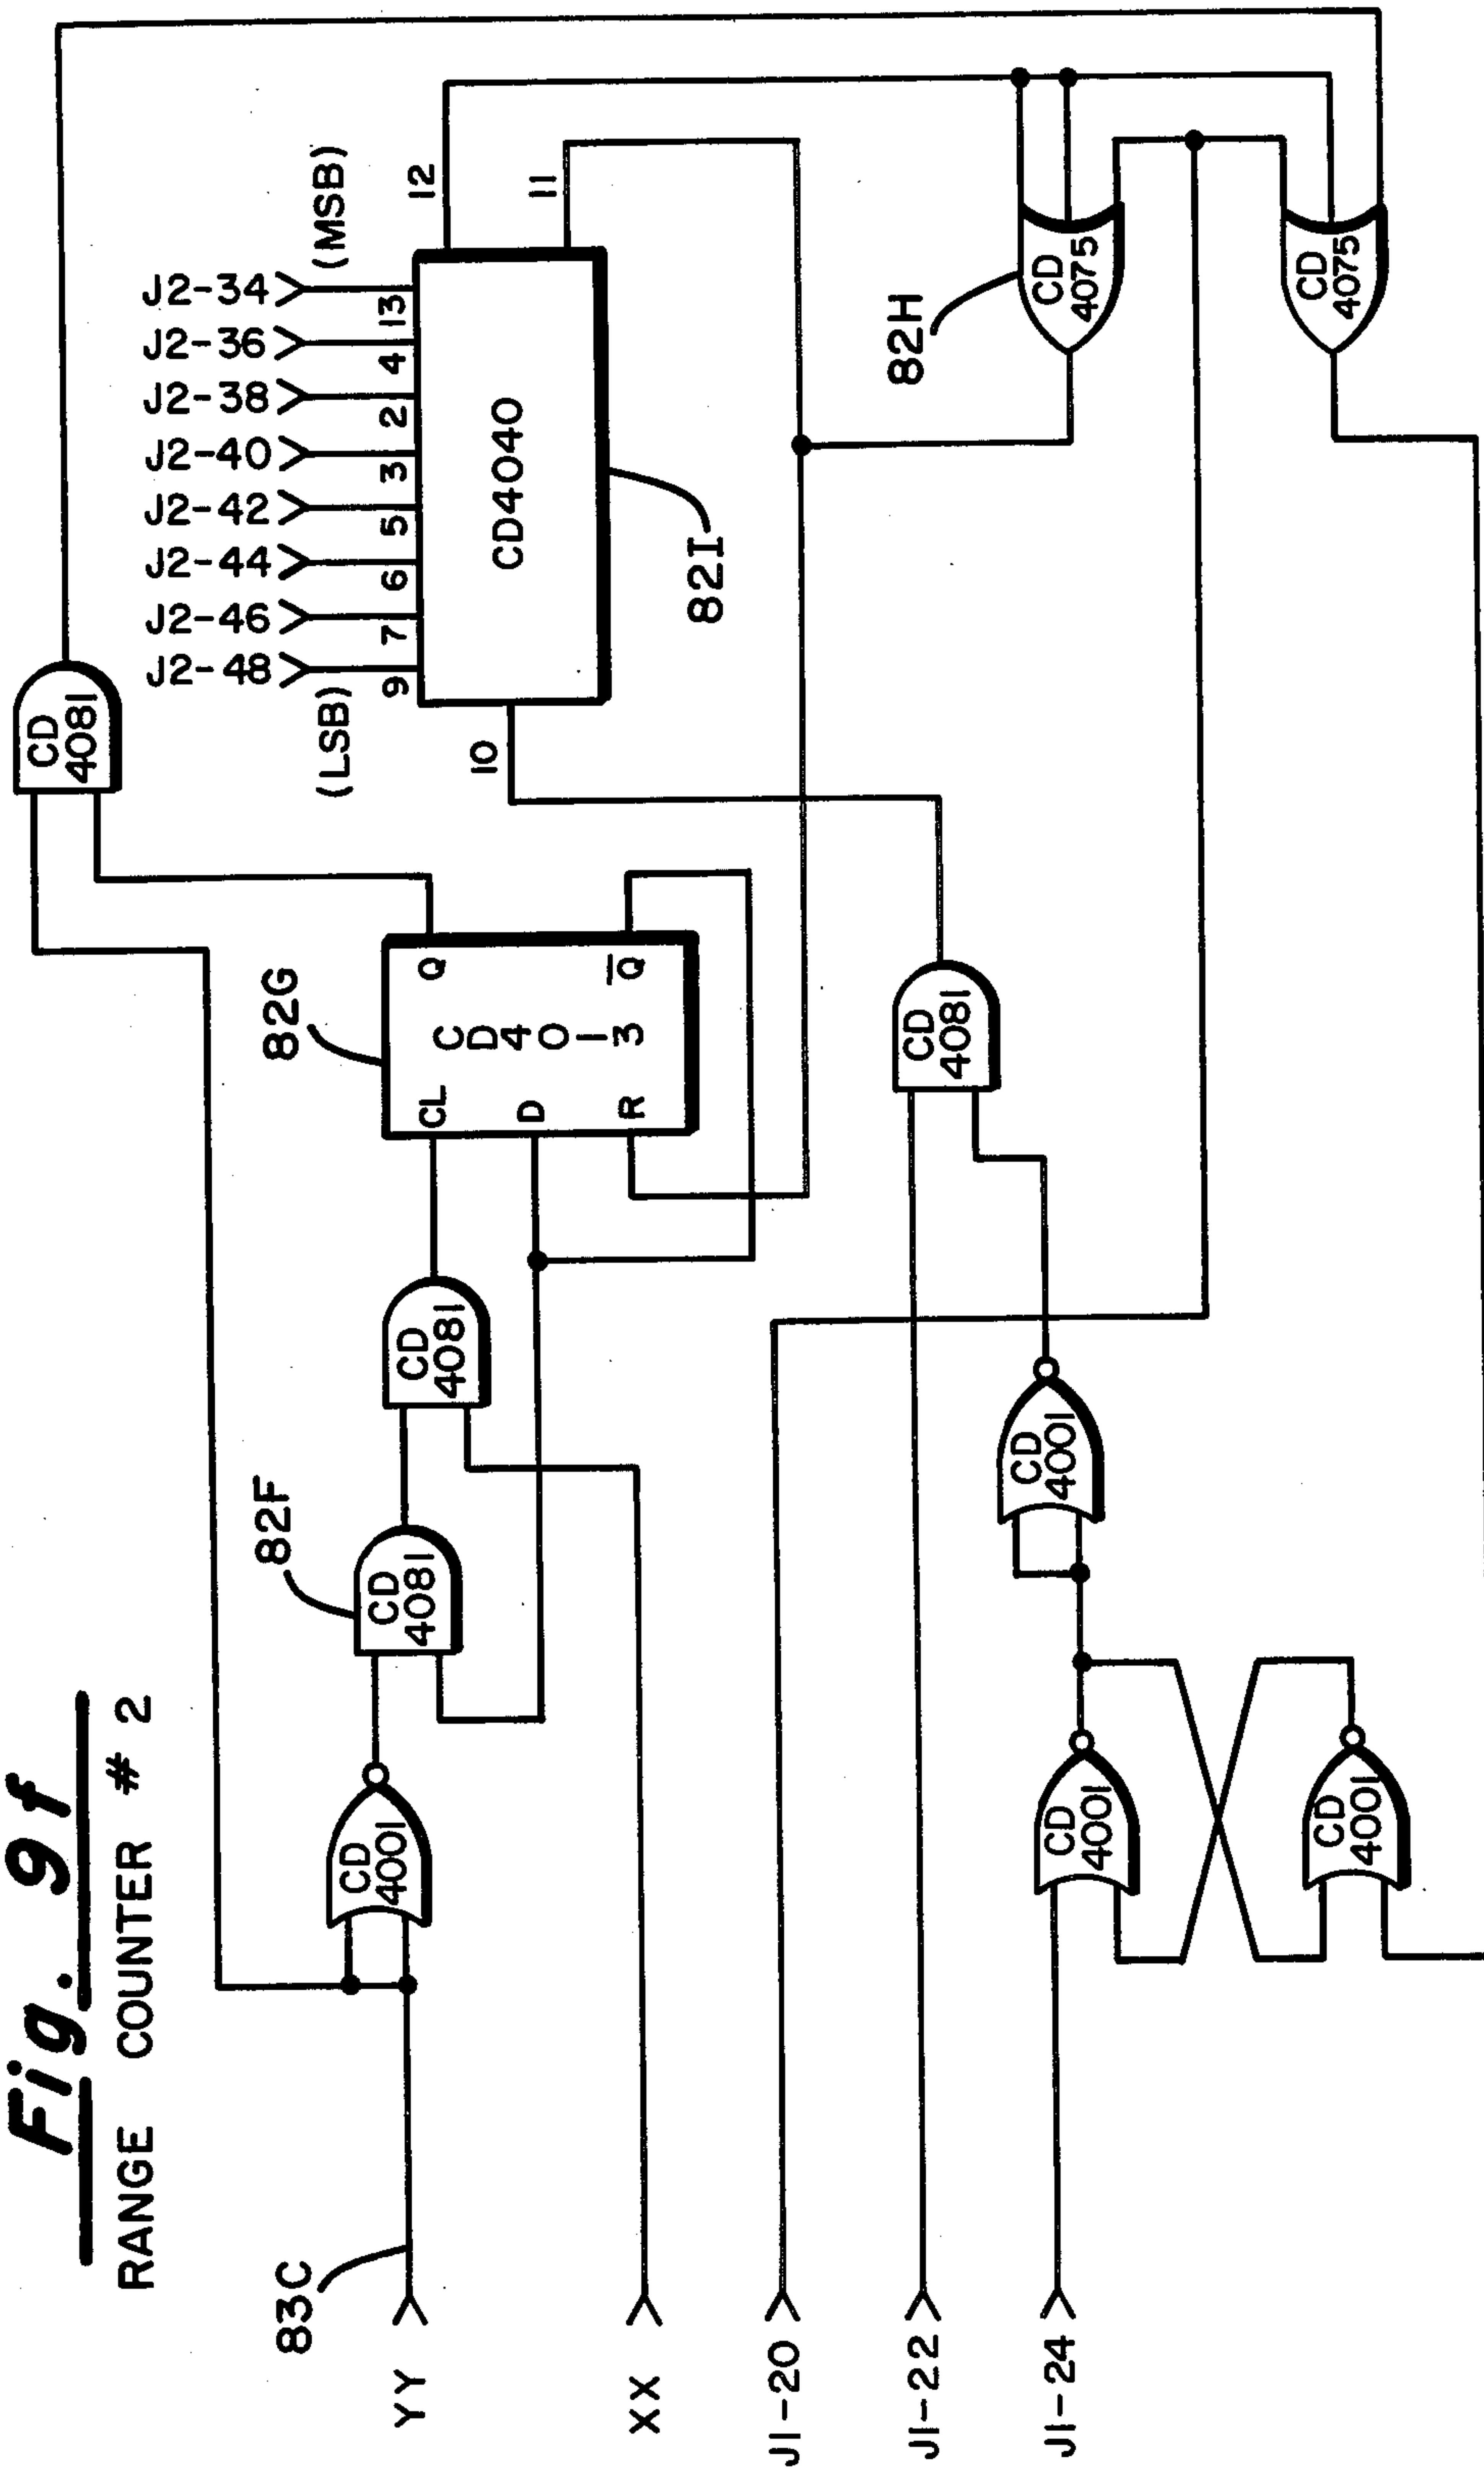 Fig. 9f
RANGE COUNTER # 2
83C
YY
XX
J1-20
J1-22
J1-24
CD
4001
82F
CD
4081
CD
4081
82G
CL
D
R
CD4013
Q
Q̅
CD
4081
(LSB)
J2-48
J2-46
J2-44
J2-42
J2-40
J2-38
J2-36
J2-34
(MSB)
9
7
6
5
3
2
4
13
10
CD4040
12
11
82I
CD
4081
CD
4001
CD
4001
CD
4001
82H
CD
4075
CD
4075